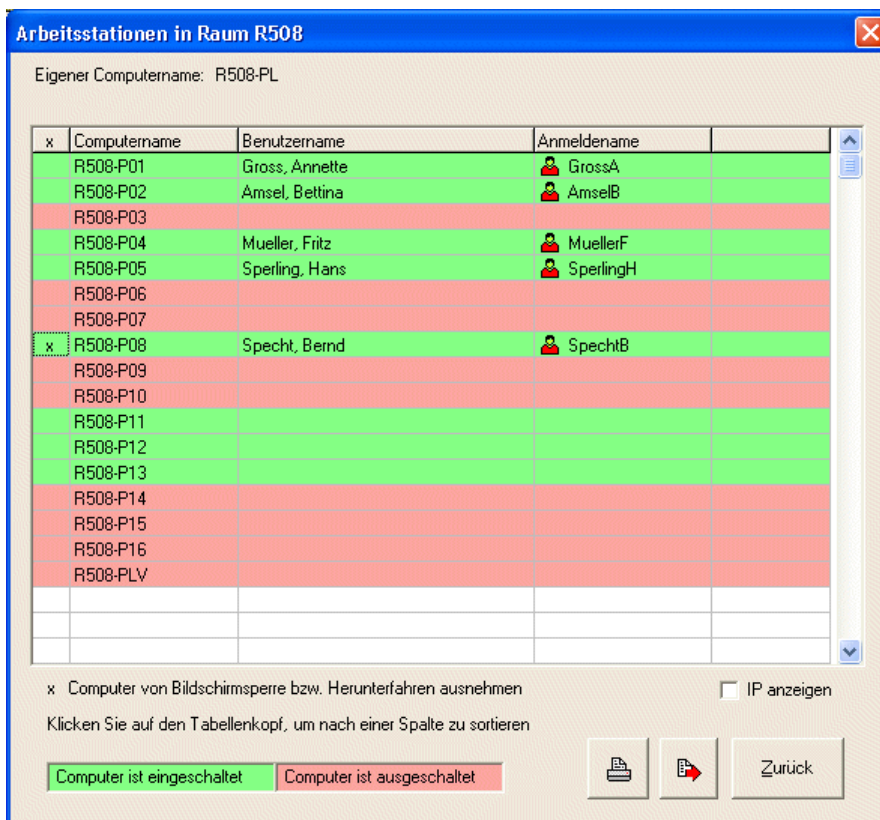 Arbeitsstationen in Raum R508
Eigener Computername: R508-PL
x Computername Benutzername Anmeldename
R508-P01 Gross, Annette GrossA
R508-P02 Amsel, Bettina AmselB
R508-P03
R508-P04 Mueller, Fritz MuellerF
R508-P05 Sperling, Hans SperlingH
R508-P06
R508-P07
x R508-P08 Specht, Bernd SpechtB
R508-P09
R508-P10
R508-P11
R508-P12
R508-P13
R508-P14
R508-P15
R508-P16
R508-PLV
x Computer von Bildschirmsperre bzw. Herunterfahren ausnehmen
IP anzeigen
Klicken Sie auf den Tabellenkopf, um nach einer Spalte zu sortieren
Computer ist eingeschaltet Computer ist ausgeschaltet
Zurück